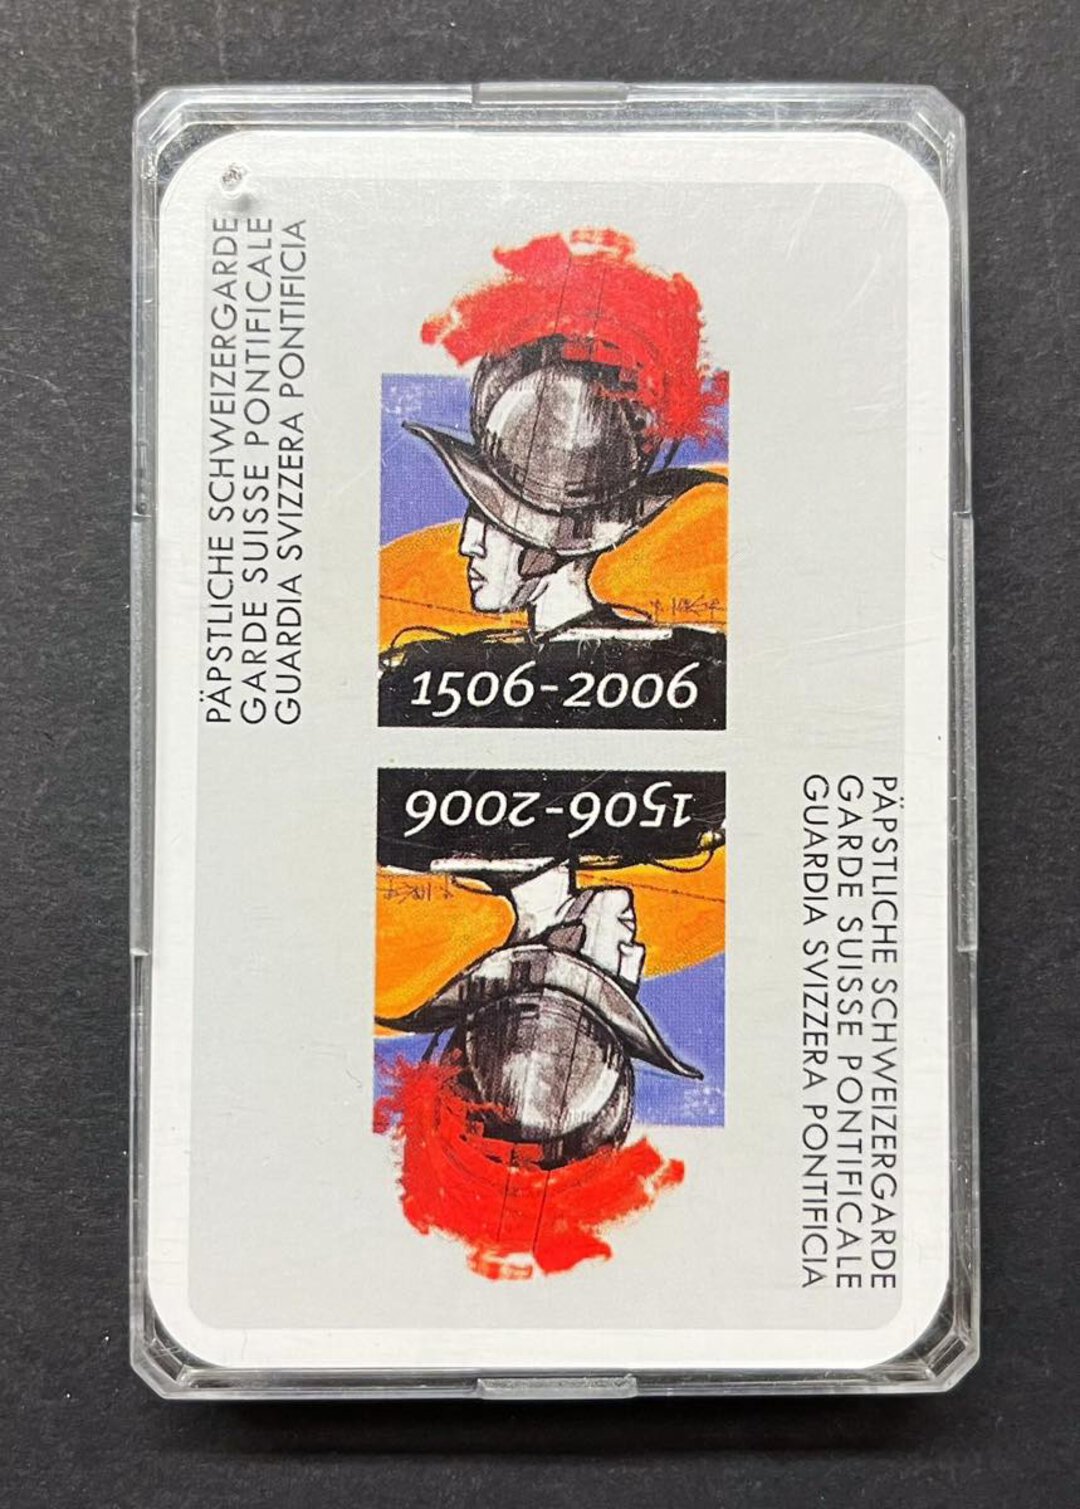 PÄPSTLICHE SCHWEIZERGARDE
GARDE SUISSE PONTIFICALE
GUARDIA SVIZZERA PONTIFICIA
1506-2006
1506-2006
PÄPSTLICHE SCHWEIZERGARDE
GARDE SUISSE PONTIFICALE
GUARDIA SVIZZERA PONTIFICIA